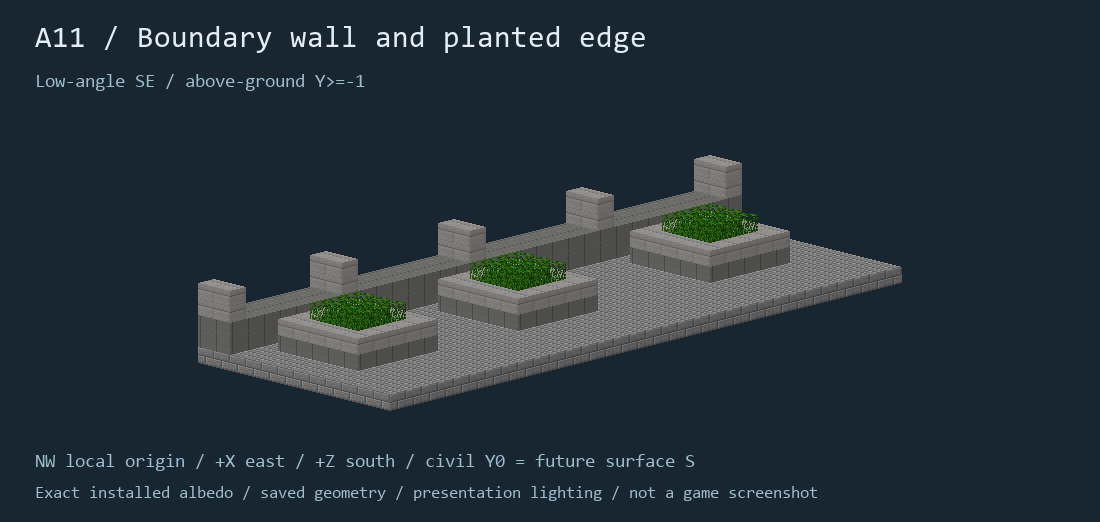 A11 / Boundary wall and planted edge
Low-angle SE / above-ground Y>=-1
NW local origin / +X east / +Z south / civil Y0 = future surface S
Exact installed albedo / saved geometry / presentation lighting / not a game screenshot